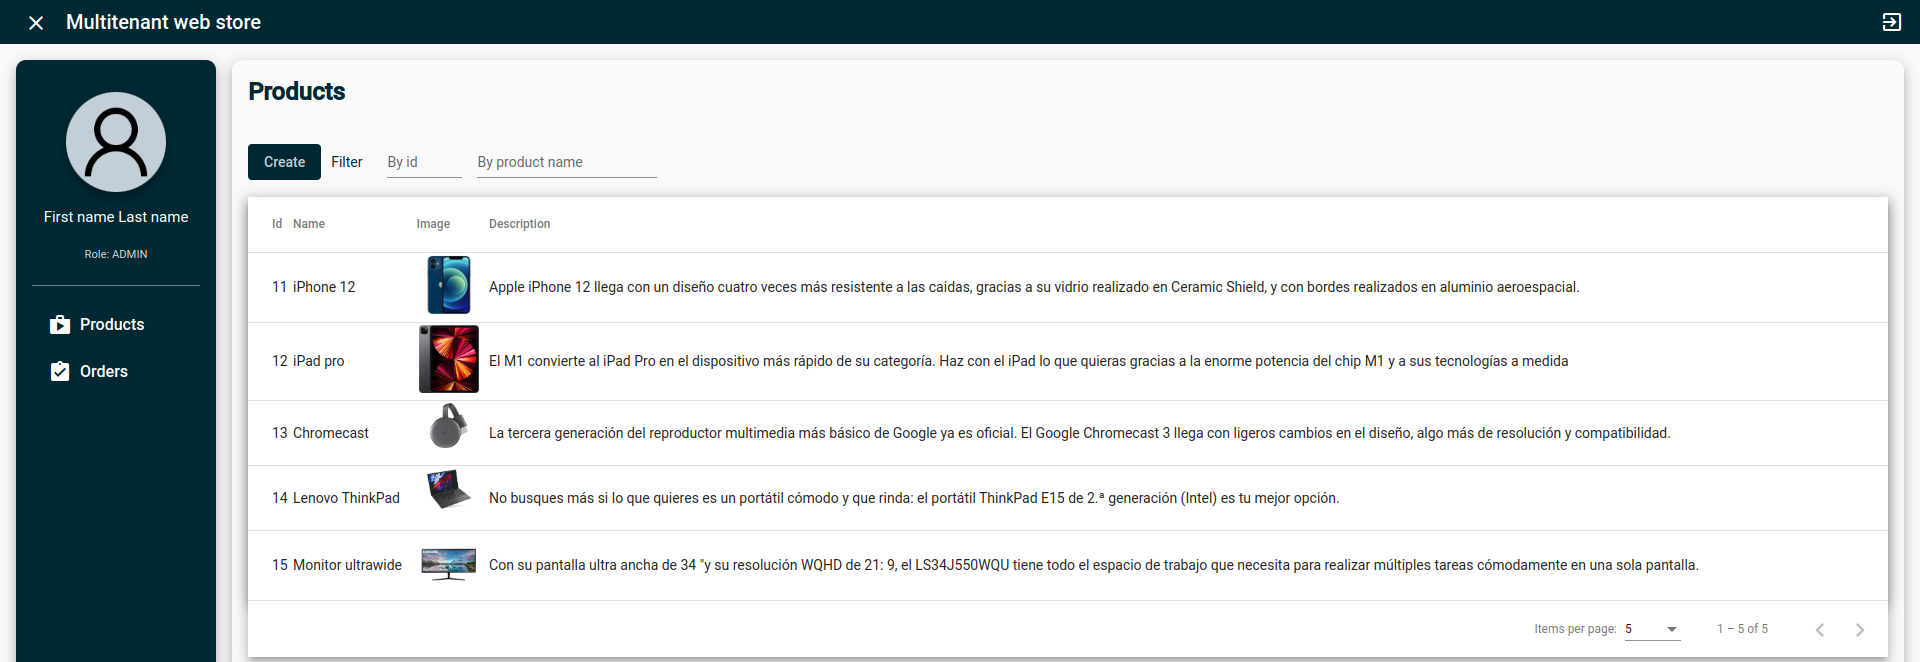 Multitenant web store
First name Last name
Role: ADMIN
Products
Orders
Products
Create Filter By id By product name
Id Name Image Description
11 iPhone 12 Apple iPhone 12 llega con un diseño cuatro veces más resistente a las caidas, gracias a su vidrio realizado en Ceramic Shield, y con bordes realizados en aluminio aeroespacial.
12 iPad pro El M1 convierte al iPad Pro en el dispositivo más rápido de su categoría. Haz con el iPad lo que quieras gracias a la enorme potencia del chip M1 y a sus tecnologías a medida
13 Chromecast La tercera generación del reproductor multimedia más básico de Google ya es oficial. El Google Chromecast 3 llega con ligeros cambios en el diseño, algo más de resolución y compatibilidad.
14 Lenovo ThinkPad No busques más si lo que quieres es un portátil cómodo y que rinda: el portátil ThinkPad E15 de 2.ª generación (Intel) es tu mejor opción.
15 Monitor ultrawide Con su pantalla ultra ancha de 34 "y su resolución WQHD de 21: 9, el LS34J550WQU tiene todo el espacio de trabajo que necesita para realizar múltiples tareas cómodamente en una sola pantalla.
Items per page: 5 1 – 5 of 5